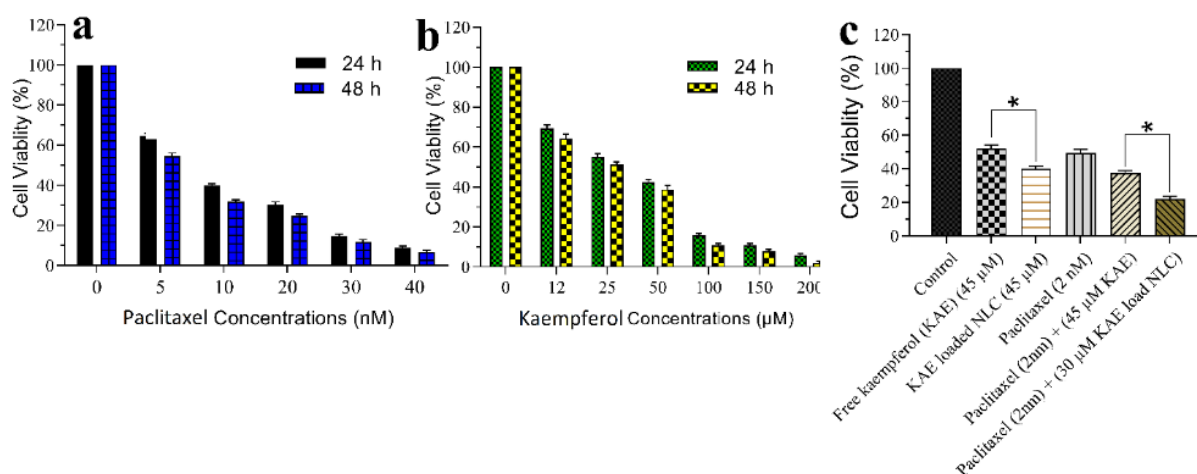 a
Cell Viablity (%)
120
100
80
60
40
20
0
24 h
48 h
0 5 10 20 30 40
Paclitaxel Concentrations (nM)
b
Cell Viablity (%)
120
100
80
60
40
20
0
24 h
48 h
0 12 25 50 100 150 200
Kaempferol Concentrations (µM)
c
Cell Viability (%)
120
100
80
60
40
20
0
*
*
Control
Free kaempferol (KAE) (45 µM)
KAE loaded NLC (45 µM)
Paclitaxel (2 nM)
Paclitaxel (2nm) + (45 µM KAE)
Paclitaxel (2nm) + (30 µM KAE load NLC)